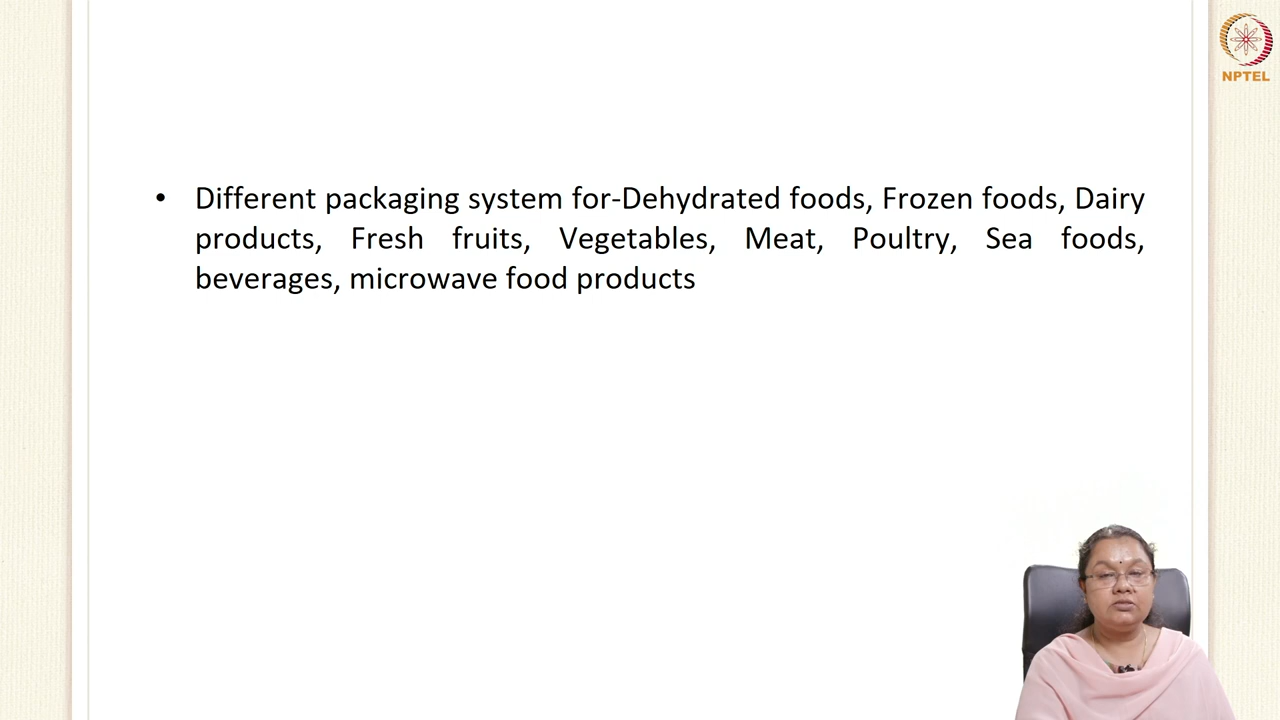 NPTEL
• Different packaging system for-Dehydrated foods, Frozen foods, Dairy
products, Fresh fruits, Vegetables, Meat, Poultry, Sea foods,
beverages, microwave food products